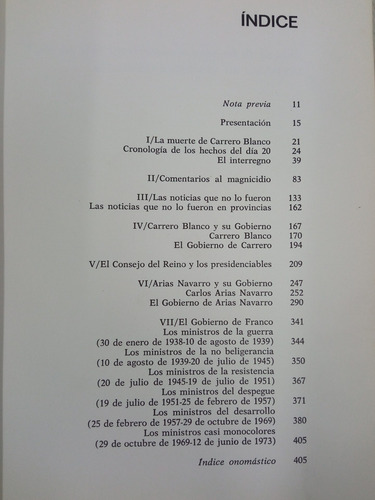 ÍNDICE
Nota previa 11
Presentación 15
I/La muerte de Carrero Blanco 21
Cronología de los hechos del día 20 24
El interregno 39
II/Comentarios al magnicidio 83
III/Las noticias que no lo fueron 133
Las noticias que no lo fueron en provincias 162
IV/Carrero Blanco y su Gobierno 167
Carrero Blanco 170
El Gobierno de Carrero 194
V/El Consejo del Reino y los presidenciables 209
VI/Arias Navarro y su Gobierno 247
Carlos Arias Navarro 252
El Gobierno de Arias Navarro 290
VII/El Gobierno de Franco 341
Los ministros de la guerra
(30 de enero de 1938-10 de agosto de 1939) 344
Los ministros de la no beligerancia
(10 de agosto de 1939-20 de julio de 1945) 350
Los ministros de la resistencia
(20 de julio de 1945-19 de julio de 1951) 367
Los ministros del despegue
(19 de julio de 1951-25 de febrero de 1957) 371
Los ministros del desarrollo
(25 de febrero de 1957-29 de octubre de 1969) 380
Los ministros casi monocolores
(29 de octubre de 1969-12 de junio de 1973) 405
Indice onomástico 405